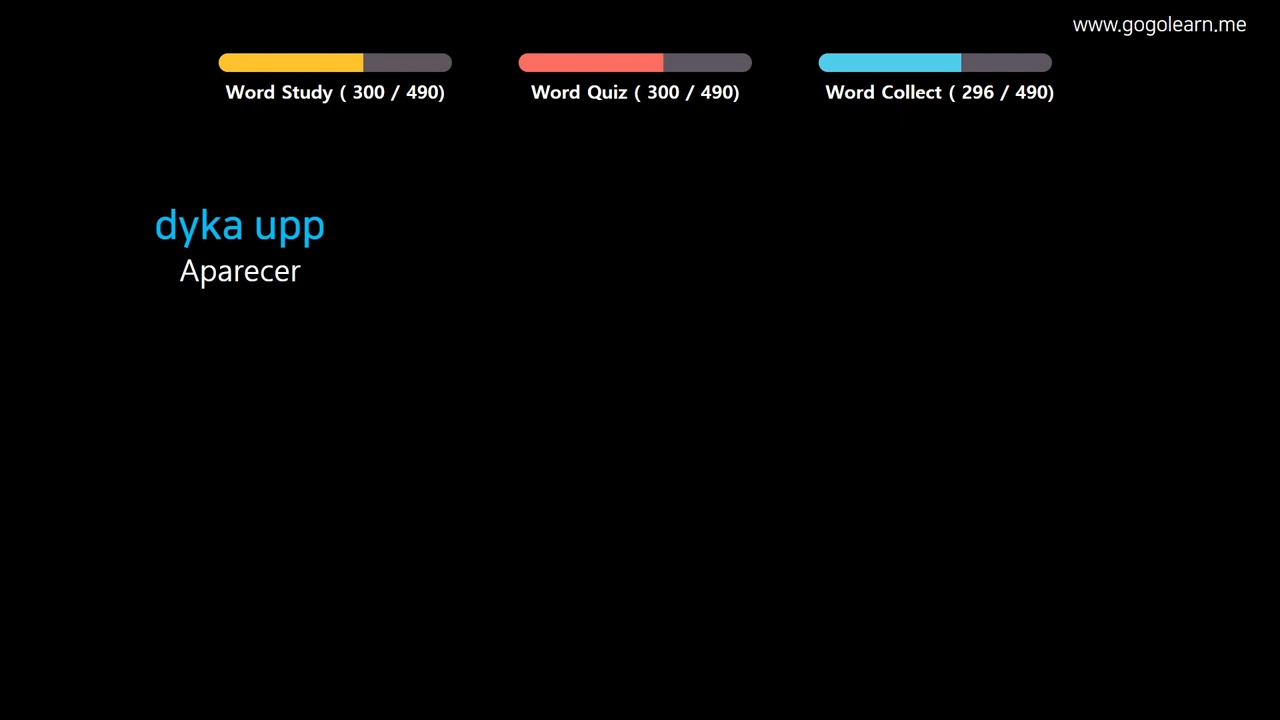 www.gogolearn.me
Word Study ( 300 / 490)
Word Quiz ( 300 / 490)
Word Collect ( 296 / 490)
dyka upp
Aparecer